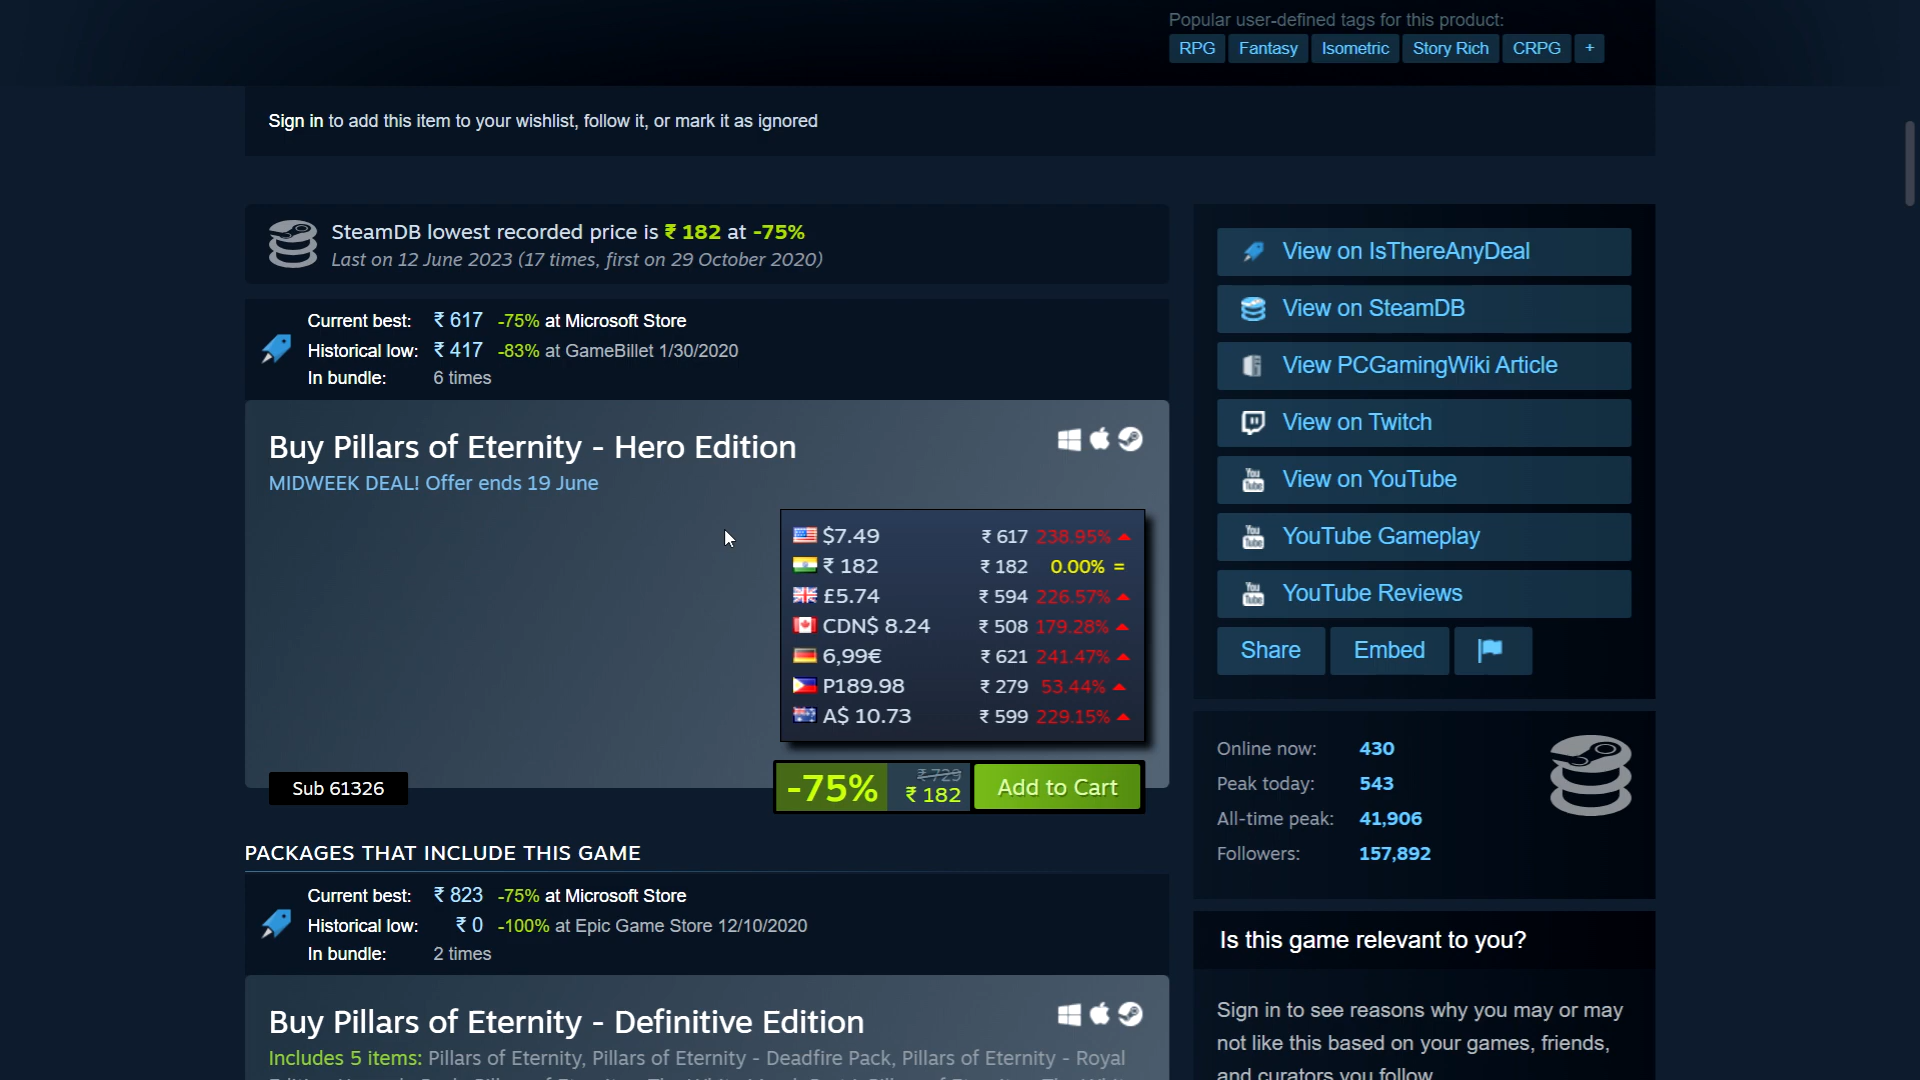 Popular user-defined tags for this product:
RPG Fantasy Isometric Story Rich CRPG +
Sign in to add this item to your wishlist, follow it, or mark it as ignored
SteamDB lowest recorded price is ₹ 182 at -75%
Last on 12 June 2023 (17 times, first on 29 October 2020)
Current best: ₹ 617 -75% at Microsoft Store
Historical low: ₹ 417 -83% at GameBillet 1/30/2020
In bundle: 6 times
Buy Pillars of Eternity - Hero Edition
MIDWEEK DEAL! Offer ends 19 June
$7.49 ₹ 617 238.95%
₹ 182 ₹ 182 0.00% =
£5.74 ₹ 594 226.57%
CDN$ 8.24 ₹ 508 179.28%
6,99€ ₹ 621 241.47%
P189.98 ₹ 279 53.44%
A$ 10.73 ₹ 599 229.15%
Sub 61326
-75% ₹ 729 ₹ 182 Add to Cart
PACKAGES THAT INCLUDE THIS GAME
Current best: ₹ 823 -75% at Microsoft Store
Historical low: ₹ 0 -100% at Epic Game Store 12/10/2020
In bundle: 2 times
Buy Pillars of Eternity - Definitive Edition
Includes 5 items: Pillars of Eternity, Pillars of Eternity - Deadfire Pack, Pillars of Eternity - Royal
View on IsThereAnyDeal
View on SteamDB
View PCGamingWiki Article
View on Twitch
You Tube View on YouTube
You Tube YouTube Gameplay
You Tube YouTube Reviews
Share Embed
Online now: 430
Peak today: 543
All-time peak: 41,906
Followers: 157,892
Is this game relevant to you?
Sign in to see reasons why you may or may
not like this based on your games, friends,
and curators you follow